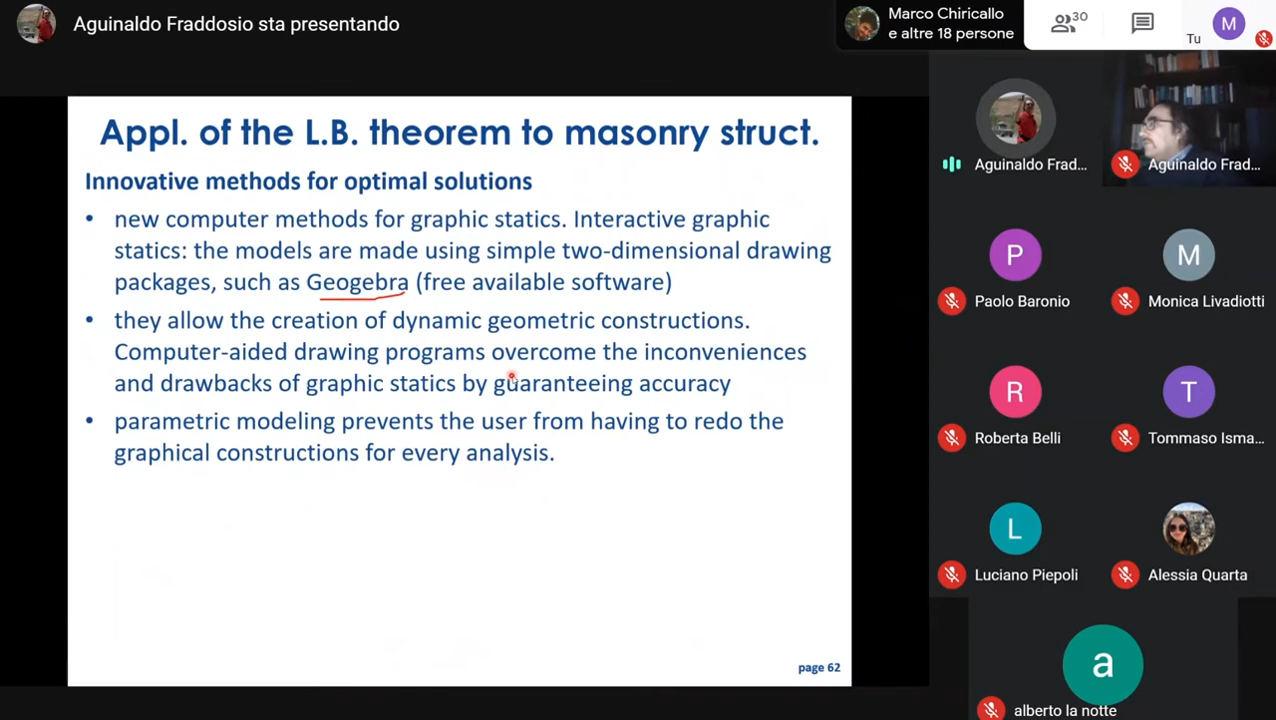 Aguinaldo Fraddosio sta presentando
Marco Chiricallo
e altre 18 persone
30
M
Tu
Appl. of the L.B. theorem to masonry struct.
Innovative methods for optimal solutions
• new computer methods for graphic statics. Interactive graphic
statics: the models are made using simple two-dimensional drawing
packages, such as Geogebra (free available software)
• they allow the creation of dynamic geometric constructions.
Computer-aided drawing programs overcome the inconveniences
and drawbacks of graphic statics by guaranteeing accuracy
• parametric modeling prevents the user from having to redo the
graphical constructions for every analysis.
page 62
Aguinaldo Frad...
Aguinaldo Frad...
P
Paolo Baronio
M
Monica Livadiotti
R
Roberta Belli
T
Tommaso Isma...
L
Luciano Piepoli
Alessia Quarta
a
alberto la notte